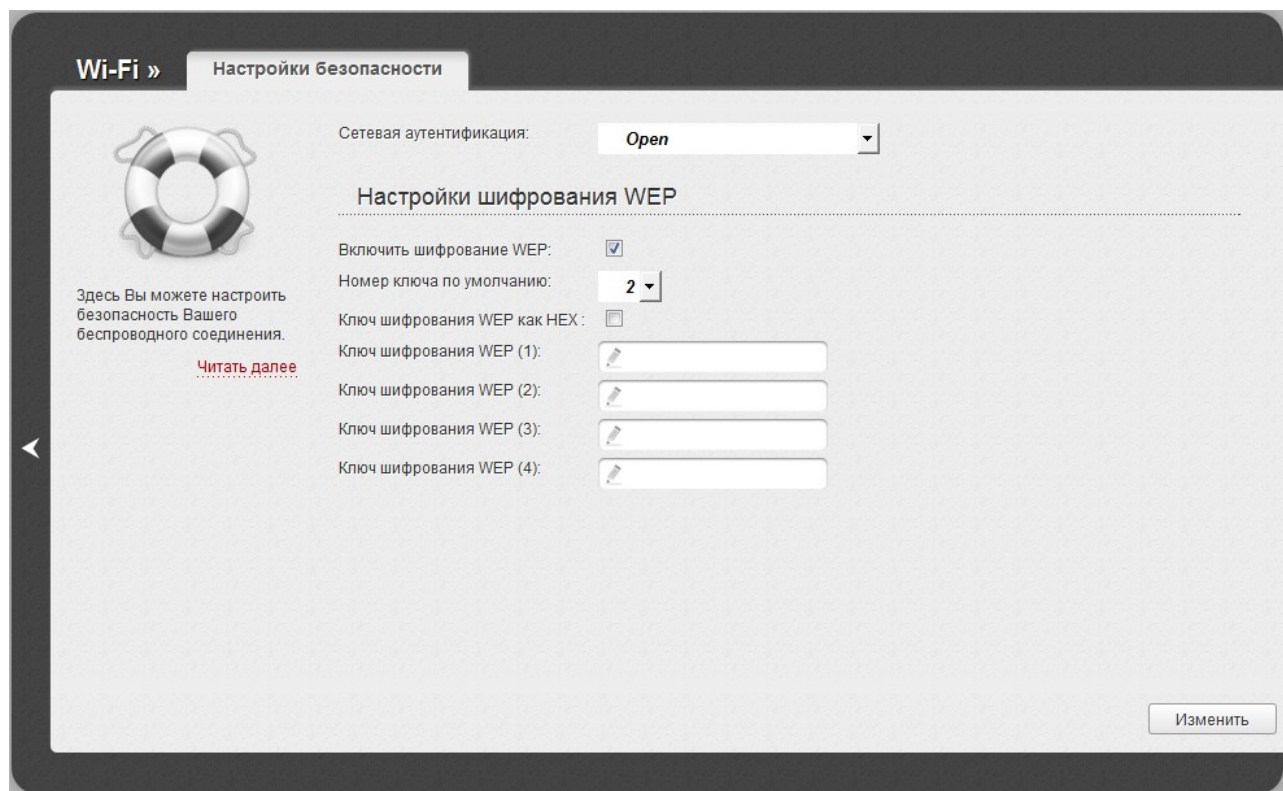 Wi-Fi »
Настройки безопасности
Здесь Вы можете настроить
безопасность Вашего
беспроводного соединения.
Читать далее
Сетевая аутентификация: Open
Настройки шифрования WEP
Включить шифрование WEP:
Номер ключа по умолчанию: 2
Ключ шифрования WEP как HEX :
Ключ шифрования WEP (1):
Ключ шифрования WEP (2):
Ключ шифрования WEP (3):
Ключ шифрования WEP (4):
Изменить